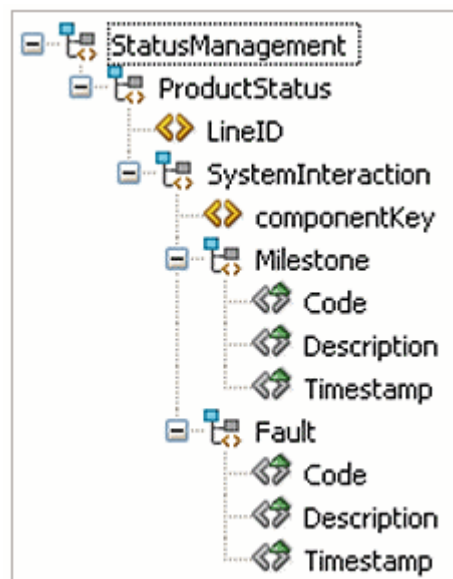 StatusManagement
ProductStatus
LineID
SystemInteraction
componentKey
Milestone
Code
Description
Timestamp
Fault
Code
Description
Timestamp